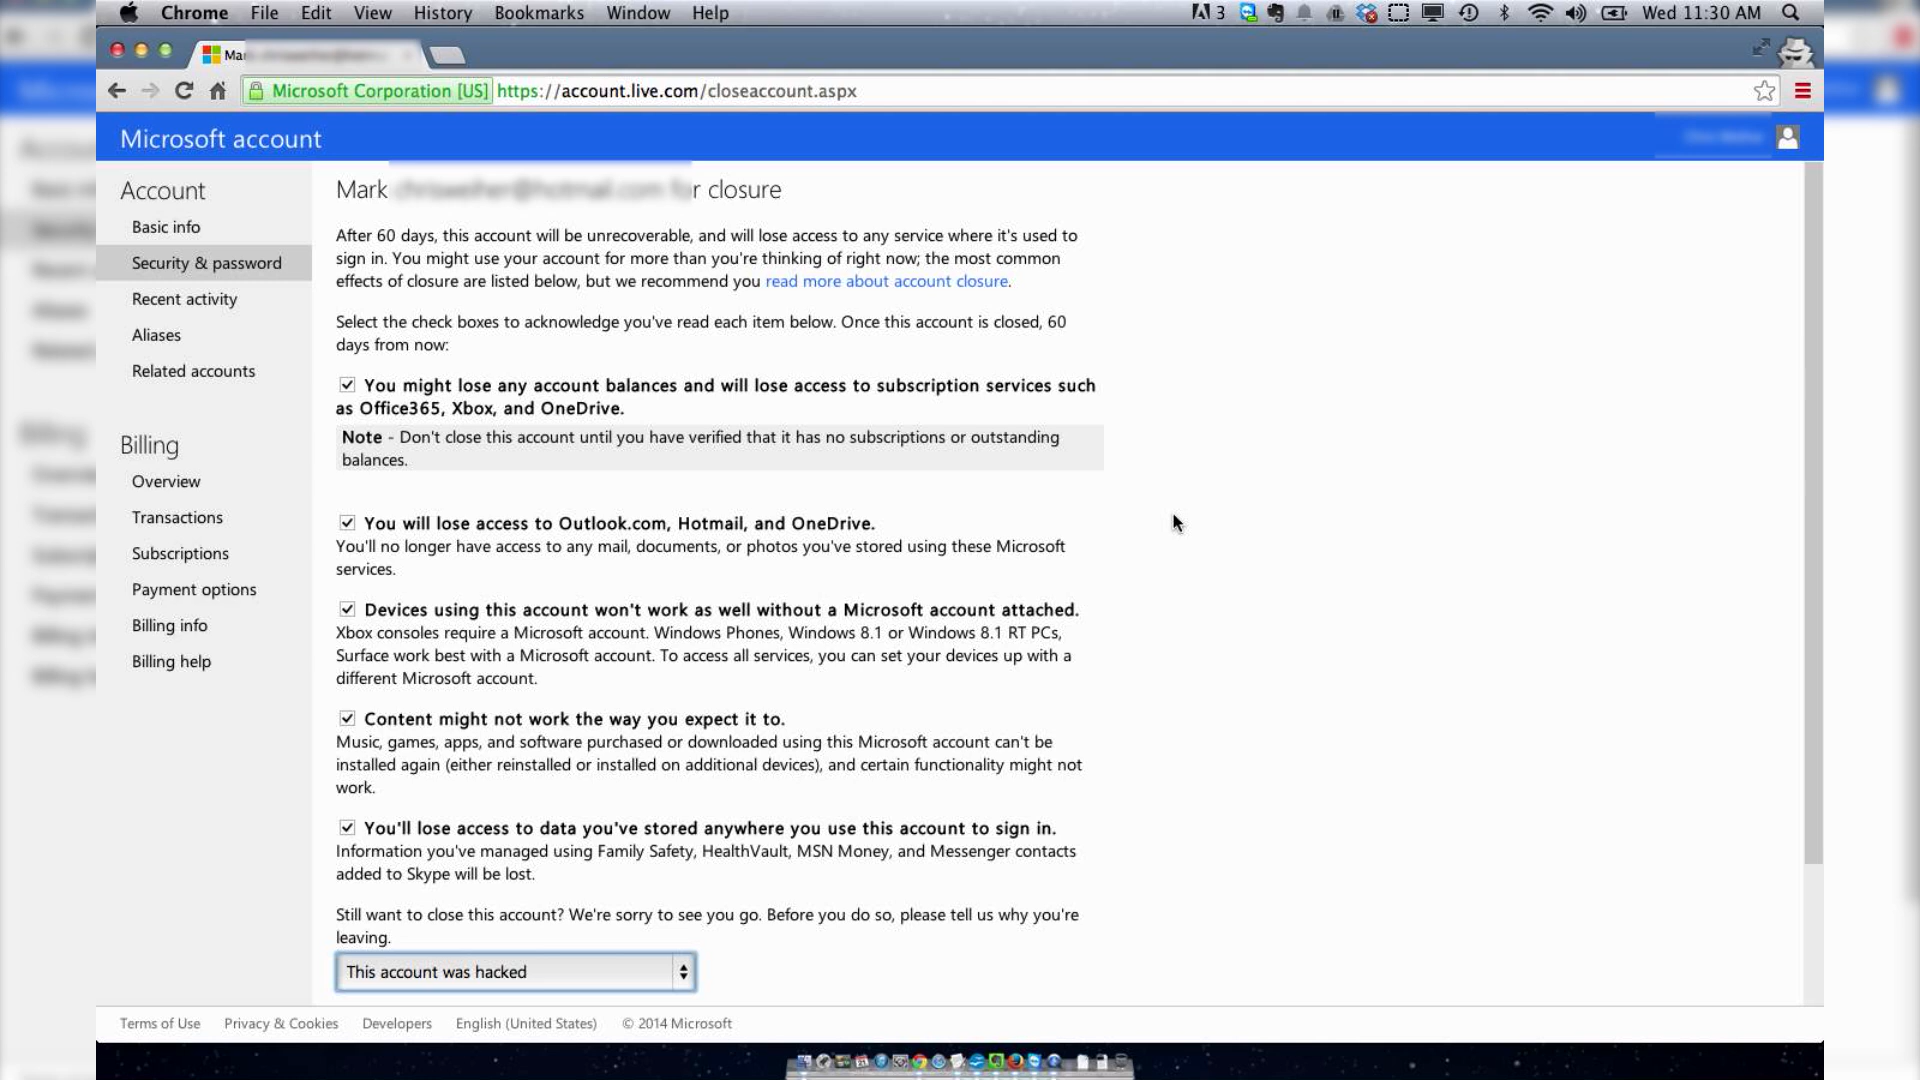 Chrome File Edit View History Bookmarks Window Help
3 Wed 11:30 AM
Mar
Microsoft Corporation [US] https://account.live.com/closeaccount.aspx
Microsoft account
Account
Basic info
Security & password
Recent activity
Aliases
Related accounts
Billing
Overview
Transactions
Subscriptions
Payment options
Billing info
Billing help
Mark for closure
After 60 days, this account will be unrecoverable, and will lose access to any service where it's used to
sign in. You might use your account for more than you're thinking of right now; the most common
effects of closure are listed below, but we recommend you read more about account closure.
Select the check boxes to acknowledge you've read each item below. Once this account is closed, 60
days from now:
You might lose any account balances and will lose access to subscription services such
as Office365, Xbox, and OneDrive.
Note - Don't close this account until you have verified that it has no subscriptions or outstanding
balances.
You will lose access to Outlook.com, Hotmail, and OneDrive.
You'll no longer have access to any mail, documents, or photos you've stored using these Microsoft
services.
Devices using this account won't work as well without a Microsoft account attached.
Xbox consoles require a Microsoft account. Windows Phones, Windows 8.1 or Windows 8.1 RT PCs,
Surface work best with a Microsoft account. To access all services, you can set your devices up with a
different Microsoft account.
Content might not work the way you expect it to.
Music, games, apps, and software purchased or downloaded using this Microsoft account can't be
installed again (either reinstalled or installed on additional devices), and certain functionality might not
work.
You'll lose access to data you've stored anywhere you use this account to sign in.
Information you've managed using Family Safety, HealthVault, MSN Money, and Messenger contacts
added to Skype will be lost.
Still want to close this account? We're sorry to see you go. Before you do so, please tell us why you're
leaving.
This account was hacked
Terms of Use Privacy & Cookies Developers English (United States) © 2014 Microsoft